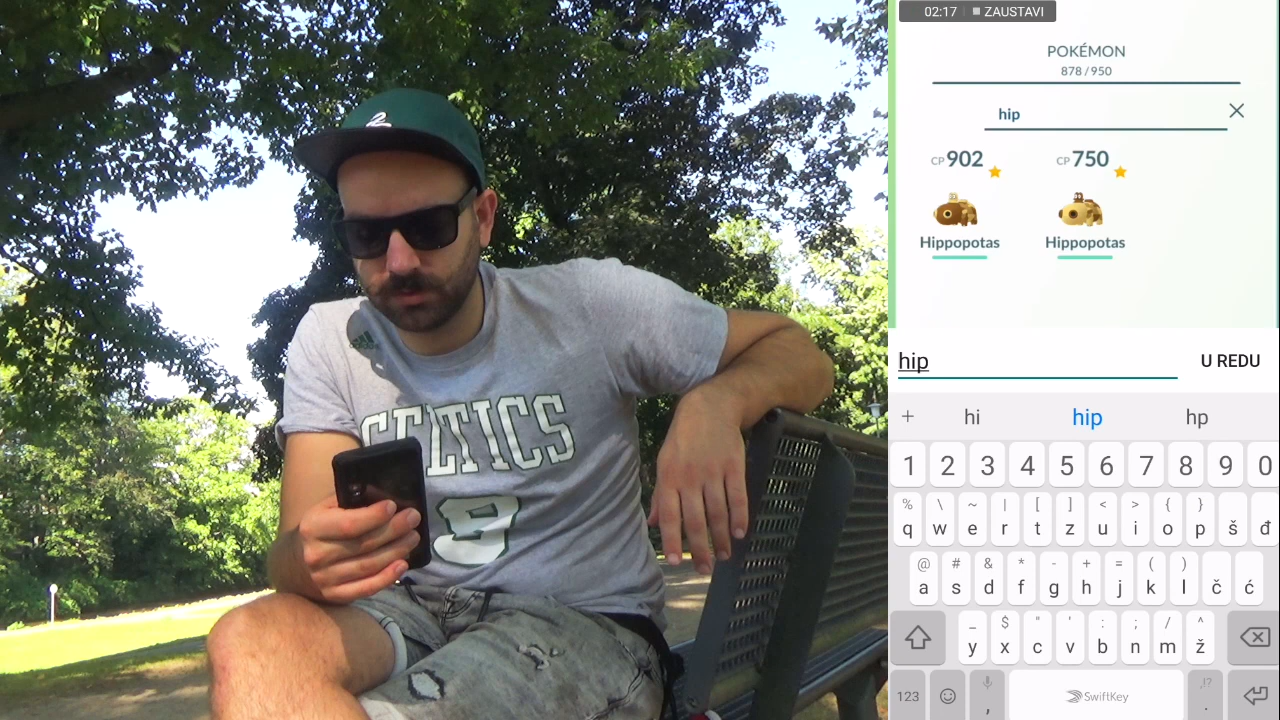 CELTICS
9
02:17 ZAUSTAVI
POKÉMON
878 / 950
hip
CP 902
CP 750
Hippopotas
Hippopotas
hip
U REDU
+ hi hip hp
1 2 3 4 5 6 7 8 9 0
% \ ~ | [ ] < > { }
q w e r t z u i o p š đ
@ # & * - + = ( )
a s d f g h j k l č ć
_ $ " ' : ; / ^
y x c v b n m ž
,!?
123 , SwiftKey .